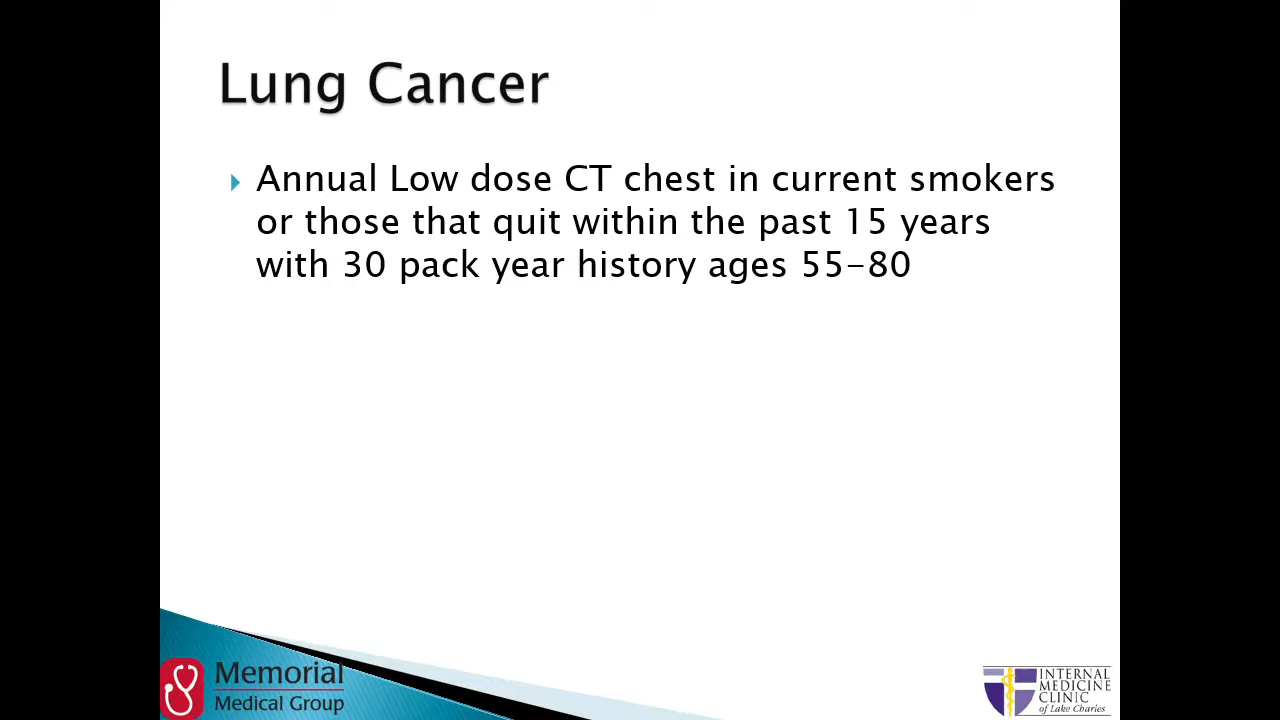 Lung Cancer
Annual Low dose CT chest in current smokers
or those that quit within the past 15 years
with 30 pack year history ages 55-80
Memorial
Medical Group
INTERNAL
MEDICINE
CLINIC
of Lake Charles